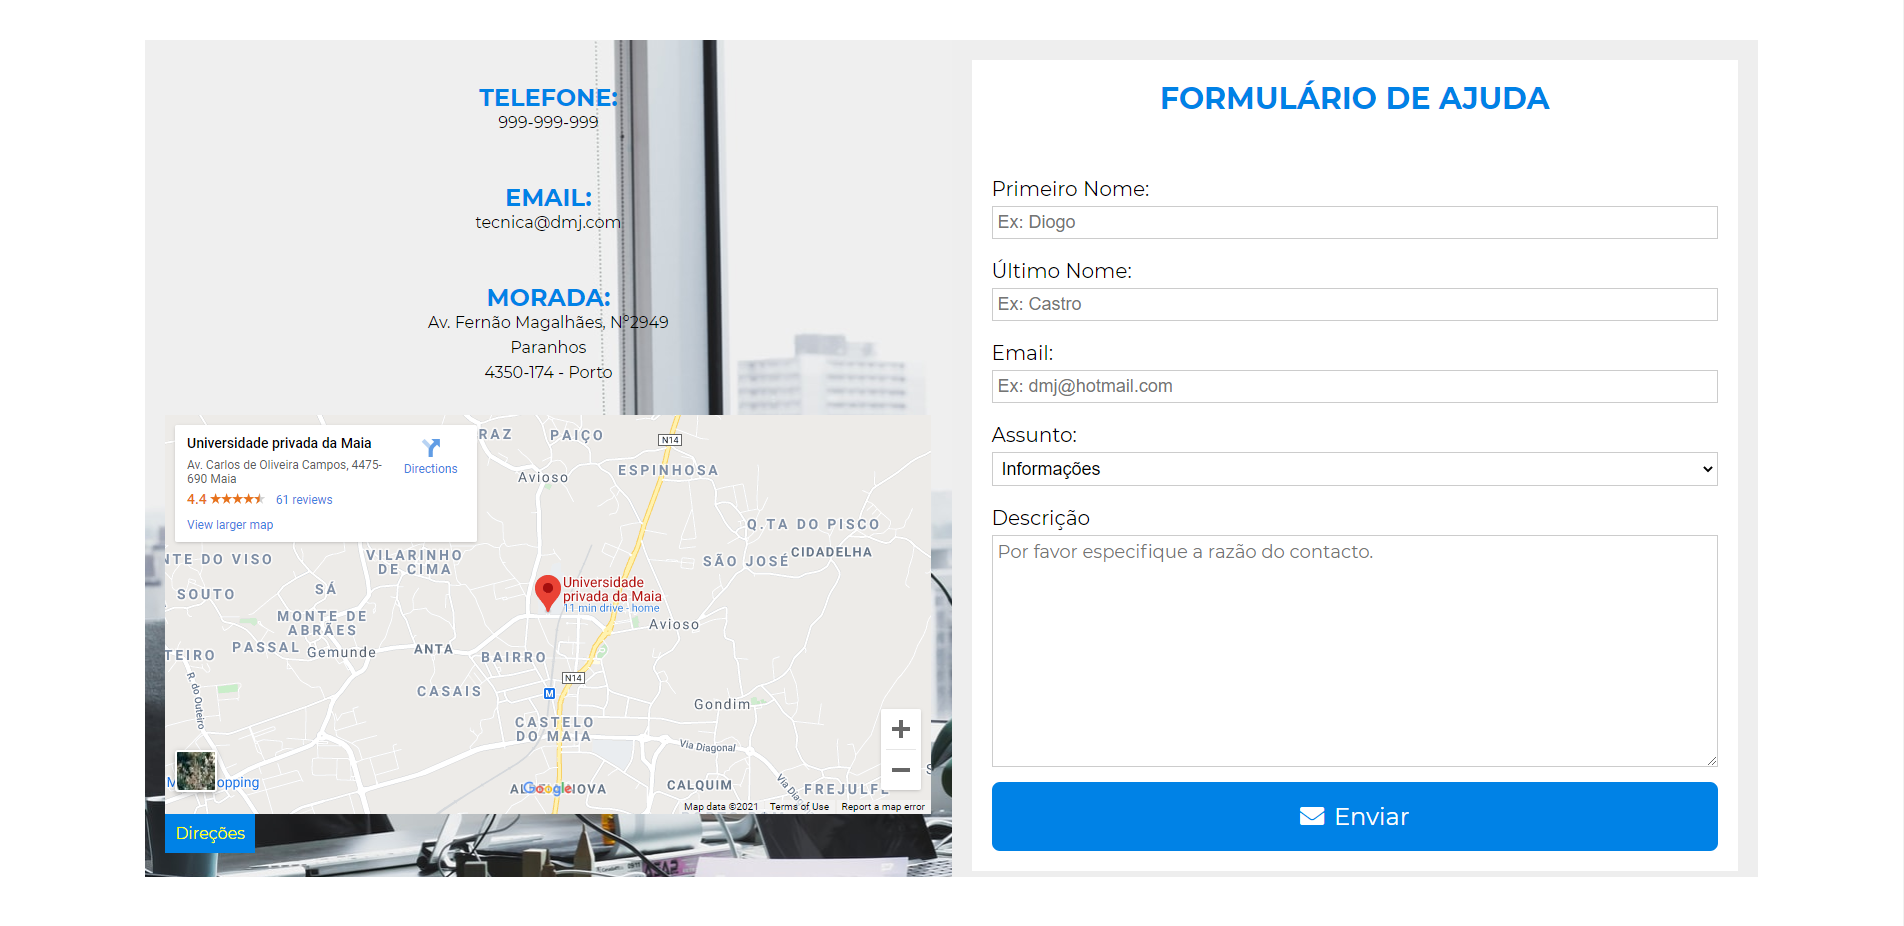 TELEFONE:
999-999-999
EMAIL:
tecnica@dmj.com
MORADA:
Av. Fernão Magalhães, Nº2949
Paranhos
4350-174 - Porto
Universidade privada da Maia
Av. Carlos de Oliveira Campos, 4475-
690 Maia
Directions
4.4
61 reviews
View larger map
RAZ
PAIÇO
N14
ESPINHOSA
Avioso
Q.TA DO PISCO
CIDADELHA
SÃO JOSÉ
NTE DO VISO
VILARINHO
DE CIMA
SOUTO
SÁ
Universidade
privada da Maia
11 min drive - home
MONTE DE
ABRÃES
Avioso
PASSAL
Gemunde
ANTA
BAIRRO
TEIRO
R. do Outeiro
N14
CASAIS
M
Gondim
CASTELO
DO MAIA
Via Diagonal
opping
Google
NOVA
CALQUIM
FREJULFE
Map data ©2021
Terms of Use
Report a map error
Direções
FORMULÁRIO DE AJUDA
Primeiro Nome:
Ex: Diogo
Último Nome:
Ex: Castro
Email:
Ex: dmj@hotmail.com
Assunto:
Informações
Descrição
Por favor especifique a razão do contacto.
Enviar